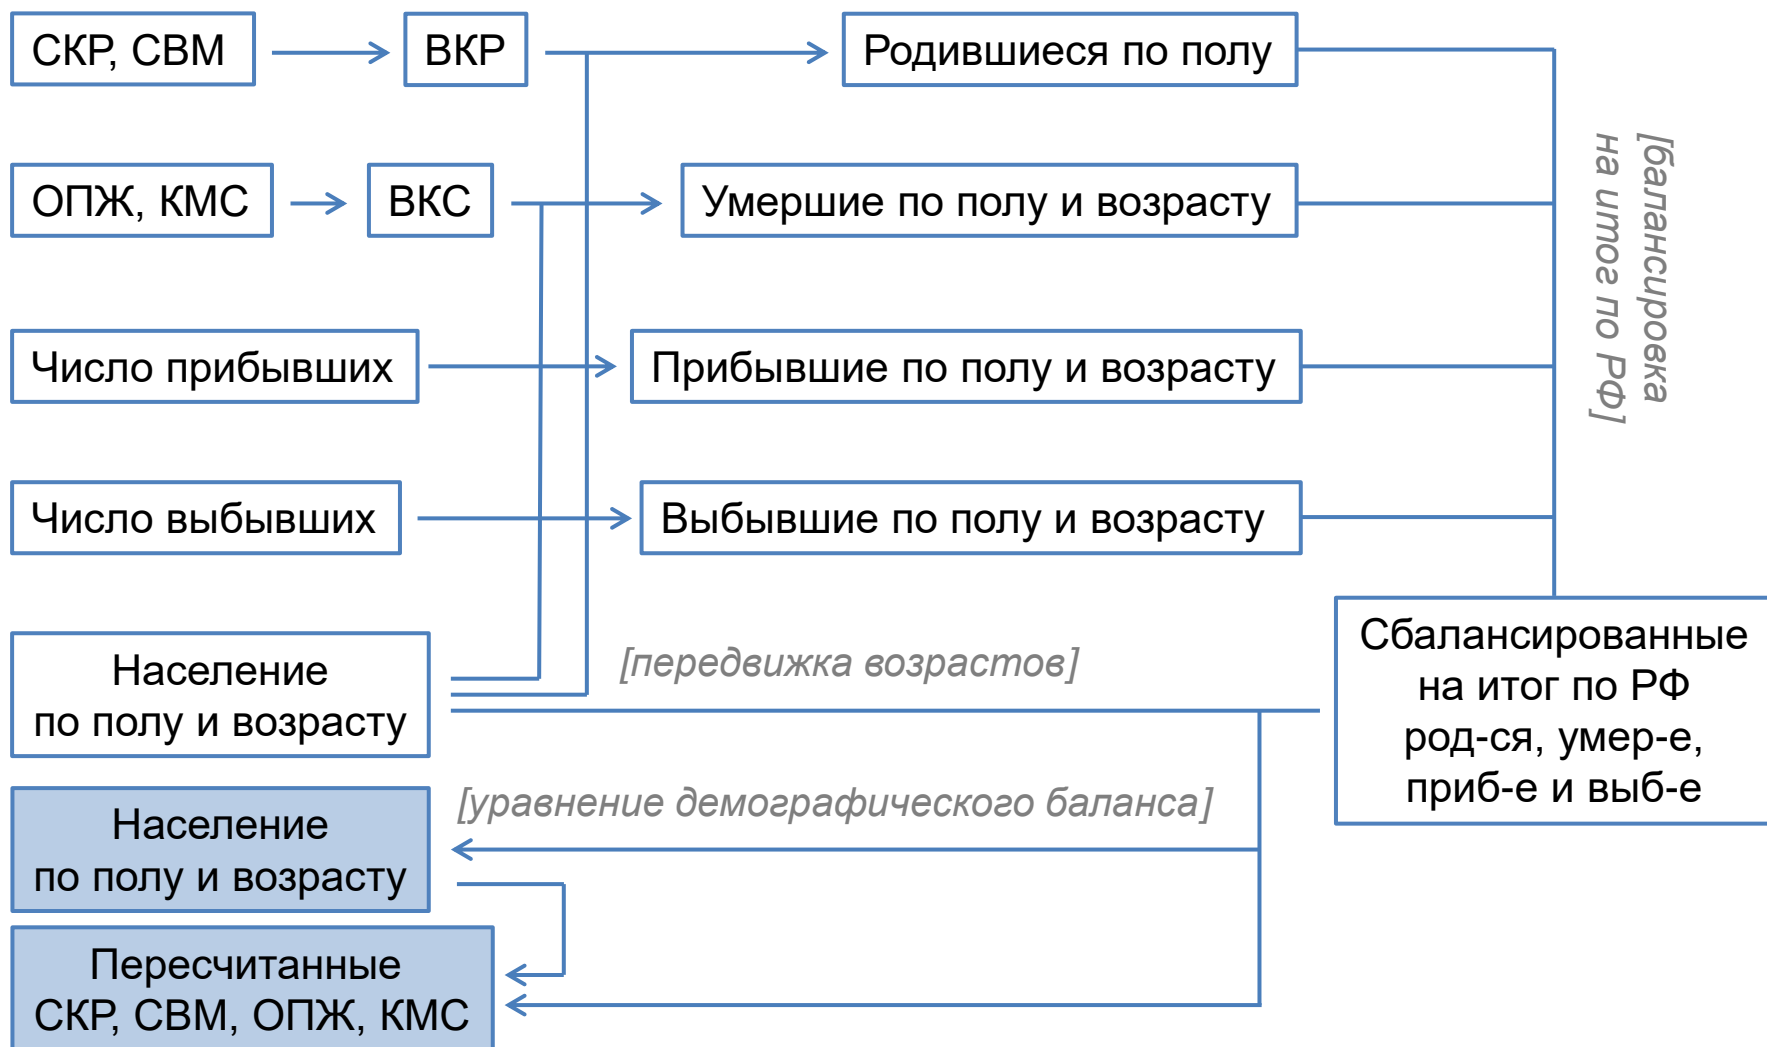 СКР, СВМ
ВКР
Родившиеся по полу
[балансировка
на итог по РФ]
ОПЖ, КМС
ВКС
Умершие по полу и возрасту
Число прибывших
Прибывшие по полу и возрасту
Число выбывших
Выбывшие по полу и возрасту
Население
по полу и возрасту
[передвижка возрастов]
Сбалансированные
на итог по РФ
род-ся, умер-е,
приб-е и выб-е
Население
по полу и возрасту
[уравнение демографического баланса]
Пересчитанные
СКР, СВМ, ОПЖ, КМС